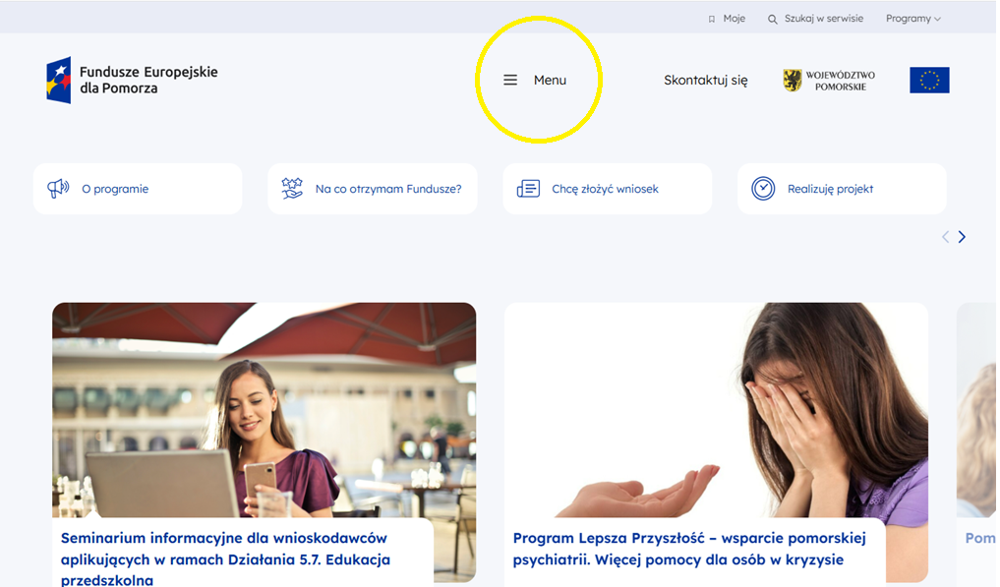 Moje
Szukaj w serwisie
Programy
Fundusze Europejskie
dla Pomorza
Menu
Skontaktuj się
WOJEWÓDZTWO
POMORSKIE
O programie
Na co otrzymam Fundusze?
Chcę złożyć wniosek
Realizuję projekt
Seminarium informacyjne dla wnioskodawców
aplikujących w ramach Działania 5.7. Edukacja
przedszkolna
Program Lepsza Przyszłość – wsparcie pomorskiej
psychiatrii. Więcej pomocy dla osób w kryzysie
Pom